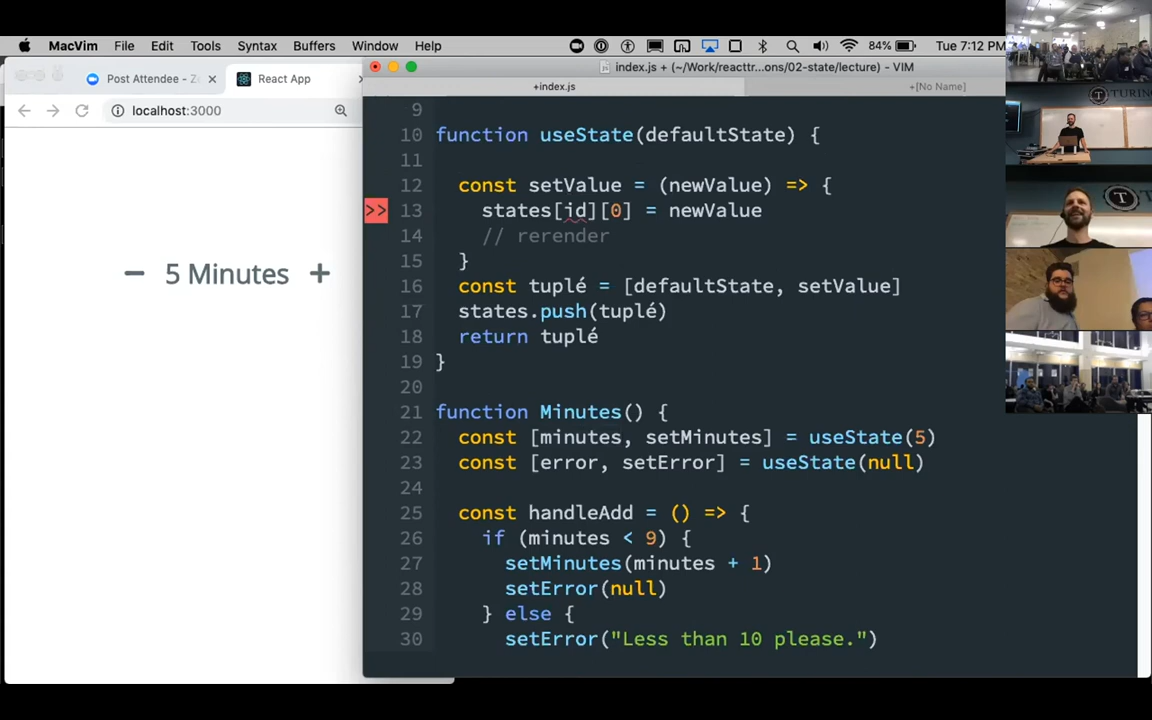 MacVim File Edit Tools Syntax Buffers Window Help 84% Tue 7:12 PM
Post Attendee - Z
React App
index.js + (~/Work/reacttr...ons/02-state/lecture) - VIM
+index.js
+[No Name]
localhost:3000
TURIN
− 5 Minutes +
9
10 function useState(defaultState) {
11
12 const setValue = (newValue) => {
>> 13 states[id][0] = newValue
14 // rerender
15 }
16 const tuplé = [defaultState, setValue]
17 states.push(tuplé)
18 return tuplé
19 }
20
21 function Minutes() {
22 const [minutes, setMinutes] = useState(5)
23 const [error, setError] = useState(null)
24
25 const handleAdd = () => {
26 if (minutes < 9) {
27 setMinutes(minutes + 1)
28 setError(null)
29 } else {
30 setError("Less than 10 please.")